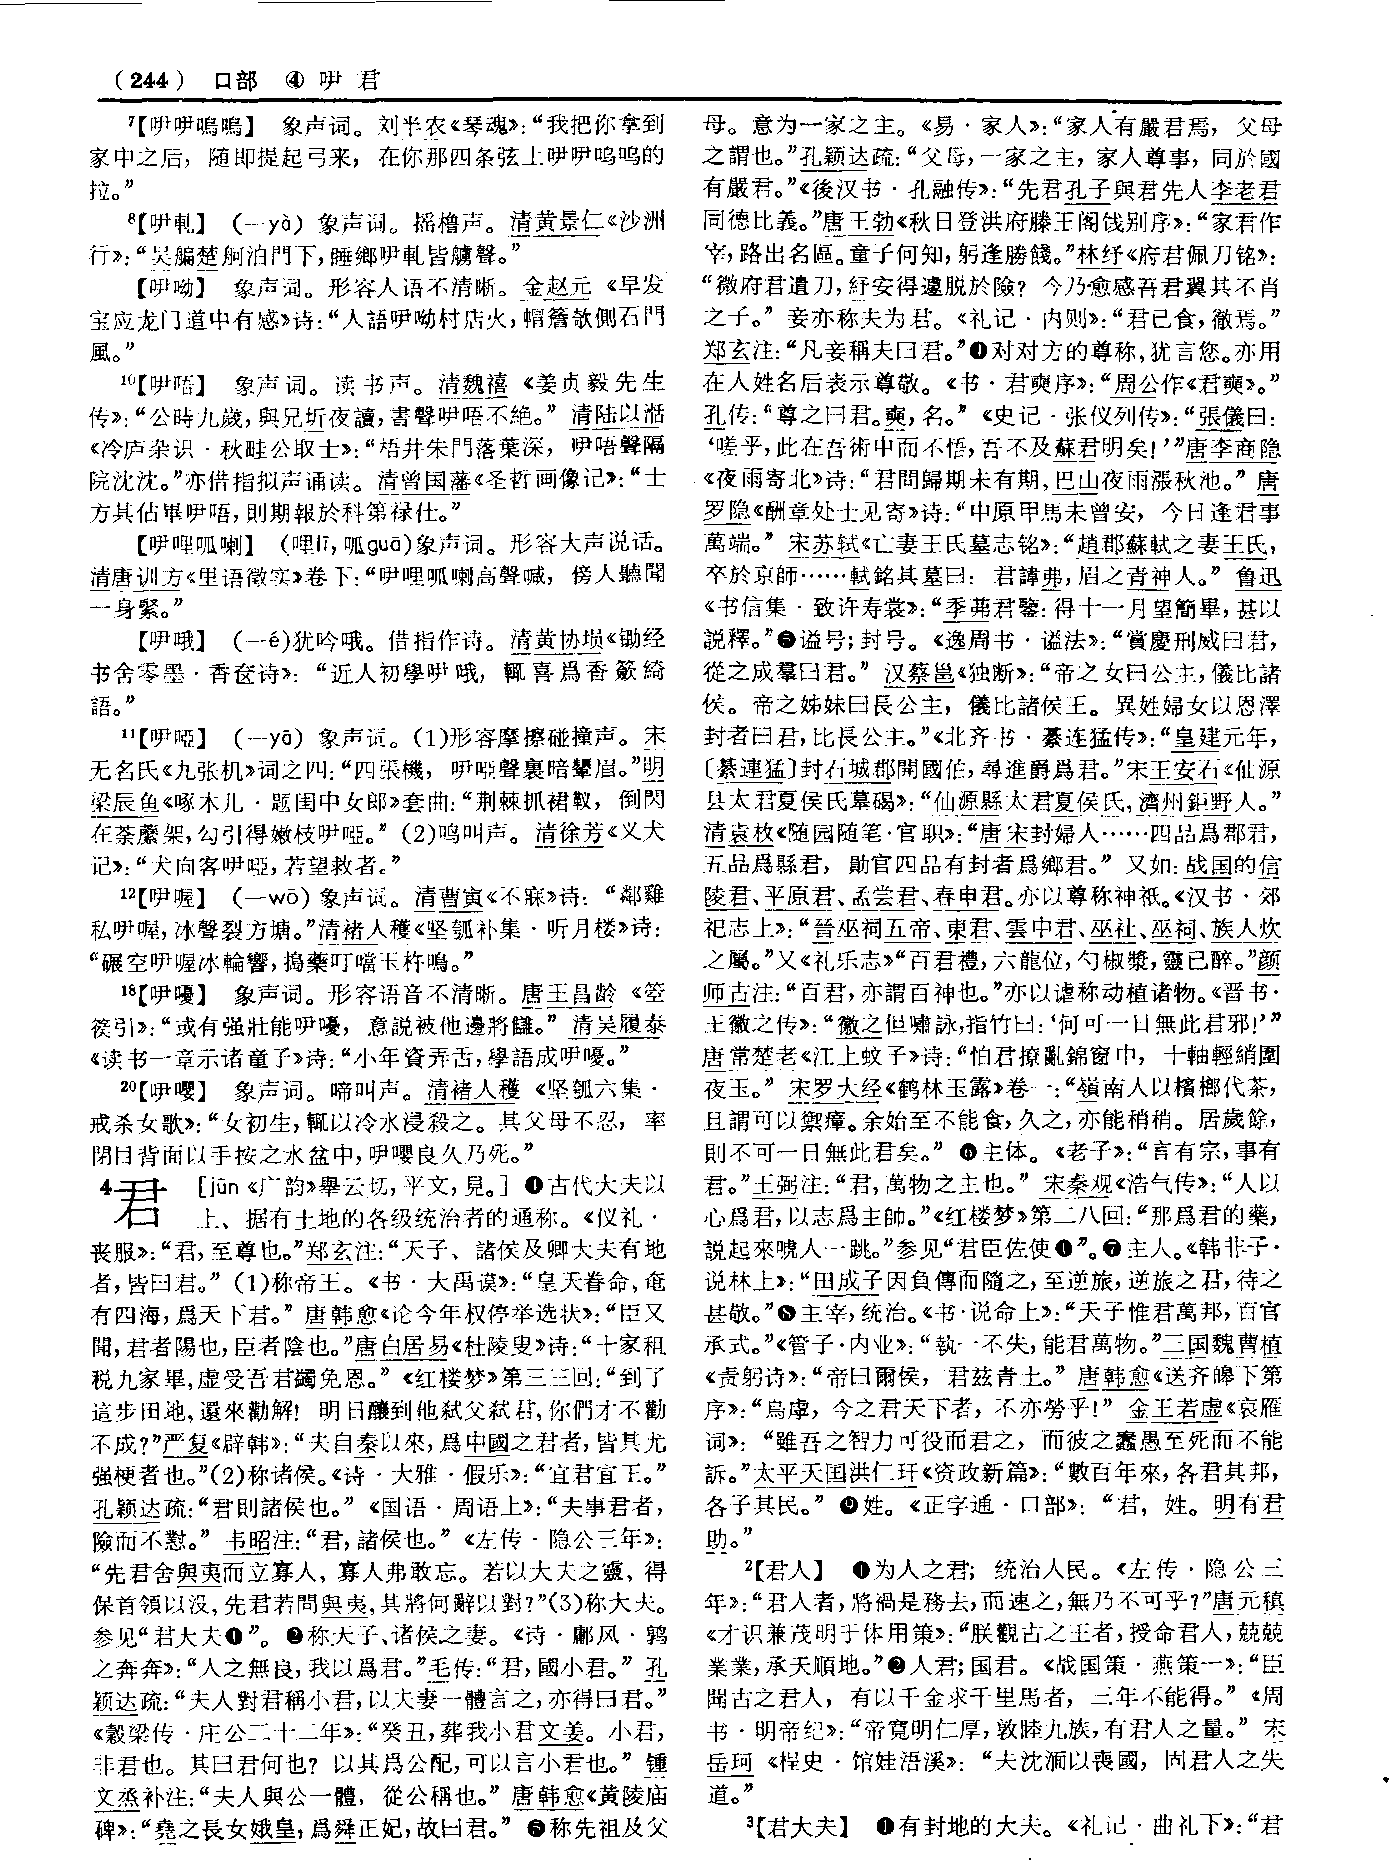 （244） 口部 ④ 吚 君
7【吚吚嗚嗚】 象声词。刘半农《琴魂》：“我把你拿到
家中之后，随即提起弓来，在你那四条弦上吚吚呜呜的
拉。”
8【吚軋】 （－yà）象声词。摇橹声。清黄景仁《沙洲
行》：“吴艑楚舸泊門下，睡鄉吚軋皆艣聲。”
【吚呦】 象声词。形容人语不清晰。金赵元《早发
宝应龙门道中有感》诗：“人語吚呦村店火，帽簷欹側石門
風。”
10【吚唔】 象声词。读书声。清魏禧《姜贞毅先生
传》：“公時九歲，與兄圻夜讀，書聲吚唔不絶。”清陆以湉
《冷庐杂识·秋畦公取士》：“梧井朱門落葉深，吚唔聲隔
院沈沈。”亦借指拟声诵读。清曾国藩《圣哲画像记》：“士
方其佔畢吚唔，則期報於科第禄仕。”
【吚哩呱喇】 （哩lī，呱guā）象声词。形容大声说话。
清唐训方《里语徵实》卷下：“吚哩呱喇高聲喊，傍人聽聞
一身緊。”
【吚哦】 （－é）犹吟哦。借指作诗。清黄协埙《锄经
书舍零墨·香奁诗》：“近人初學吚哦，輒喜爲香籢綺
語。”
11【吚啞】 （－yā）象声词。（1）形容摩擦碰撞声。宋
无名氏《九张机》词之四：“四張機，吚啞聲裏暗顰眉。”明
梁辰鱼《啄木儿·题闺中女郎》套曲：“荆棘抓裙釵，倒閃
在荼蘼架，勾引得嫩枝吚啞。”（2）鸣叫声。清徐芳《义犬
记》：“犬向客吚啞，若望救者。”
12【吚喔】 （－wō）象声词。清曹寅《不寐》诗：“鄰雞
私吚喔，冰聲裂方塘。”清褚人穫《坚瓠补集·听月楼》诗：
“碾空吚喔冰輪響，搗藥叮噹玉杵鳴。”
18【吚嚘】 象声词。形容语音不清晰。唐王昌龄《箜
篌引》：“或有强壯能吚嚘，意説被他邊將讎。”清吴履泰
《读书一章示诸童子》诗：“小年資弄舌，學語成吚嚘。”
20【吚嚶】 象声词。啼叫声。清褚人穫《坚瓠六集·
戒杀女歌》：“女初生，輒以冷水浸殺之。其父母不忍，率
閉目背面以手按之水盆中，吚嚶良久乃死。”
4君 ［jūn《广韵》舉云切，平文，見。］❶古代大夫以
上、据有土地的各级统治者的通称。《仪礼·
丧服》：“君，至尊也。”郑玄注：“天子、諸侯及卿大夫有地
者，皆曰君。”（1）称帝王。《书·大禹谟》：“皇天眷命，奄
有四海，爲天下君。”唐韩愈《论今年权停举选状》：“臣又
聞，君者陽也，臣者陰也。”唐白居易《杜陵叟》诗：“十家租
税九家畢，虚受吾君蠲免恩。”《红楼梦》第三三回：“到了
這步田地，還來勸解！明日釀到他弑父弑君，你們才不勸
不成？”严复《辟韩》：“夫自秦以來，爲中國之君者，皆其尤
强梗者也。”（2）称诸侯。《诗·大雅·假乐》：“宜君宜王。”
孔颖达疏：“君則諸侯也。”《国语·周语上》：“夫事君者，
險而不懟。”韦昭注：“君，諸侯也。”《左传·隐公三年》：
“先君舍與夷而立寡人，寡人弗敢忘。若以大夫之靈，得
保首領以没，先君若問與夷，其將何辭以對？”（3）称大夫。
参见“君大夫❶”。❷称天子、诸侯之妻。《诗·鄘风·鹑
之奔奔》：“人之無良，我以爲君。”毛传：“君，國小君。”孔
颖达疏：“夫人對君稱小君，以夫妻一體言之，亦得曰君。”
《穀梁传·庄公二十二年》：“癸丑，葬我小君文姜。小君，
非君也。其曰君何也？以其爲公配，可以言小君也。”锺
文烝补注：“夫人與公一體，從公稱也。”唐韩愈《黄陵庙
碑》：“堯之長女娥皇，爲舜正妃，故曰君。”❸称先祖及父
母。意为一家之主。《易·家人》：“家人有嚴君焉，父母
之謂也。”孔颖达疏：“父母，一家之主，家人尊事，同於國
有嚴君。”《後汉书·孔融传》：“先君孔子與君先人李老君
同德比義。”唐王勃《秋日登洪府滕王阁饯别序》：“家君作
宰，路出名區。童子何知，躬逢勝餞。”林纾《府君佩刀铭》：
“微府君遺刀，紓安得遽脱於險？今乃愈感吾君翼其不肖
之子。”妾亦称夫为君。《礼记·内则》：“君已食，徹焉。”
郑玄注：“凡妾稱夫曰君。”❹对对方的尊称，犹言您。亦用
在人姓名后表示尊敬。《书·君奭序》：“周公作《君奭》。”
孔传：“尊之曰君。奭，名。”《史记·张仪列传》：“張儀曰：
‘嗟乎，此在吾術中而不悟，吾不及蘇君明矣！’”唐李商隐
《夜雨寄北》诗：“君問歸期未有期，巴山夜雨漲秋池。”唐
罗隐《酬章处士见寄》诗：“中原甲馬未曾安，今日逢君事
萬端。”宋苏轼《亡妻王氏墓志铭》：“趙郡蘇軾之妻王氏，
卒於京師……軾銘其墓曰：君諱弗，眉之青神人。”鲁迅
《书信集·致许寿裳》：“季茀君鑒：得十一月望簡畢，甚以
説釋。”❺谥号；封号。《逸周书·谥法》：“賞慶刑威曰君，
從之成羣曰君。”汉蔡邕《独断》：“帝之女曰公主，儀比諸
侯。帝之姊妹曰長公主，儀比諸侯王。異姓婦女以恩澤
封者曰君，比長公主。”《北齐书·綦连猛传》：“皇建元年，
〔綦連猛〕封石城郡開國伯，尋進爵爲君。”宋王安石《仙源
县太君夏侯氏墓碣》：“仙源縣太君夏侯氏，濟州鉅野人。”
清袁枚《随园随笔·官职》：“唐宋封婦人……四品爲郡君，
五品爲縣君，勛官四品有封者爲鄉君。”又如：战国的信
陵君、平原君、孟尝君、春申君。亦以尊称神祇。《汉书·郊
祀志上》：“晉巫祠五帝、東君、雲中君、巫社、巫祠、族人炊
之屬。”又《礼乐志》“百君禮，六龍位，勺椒漿，靈已醉。”颜
师古注：“百君，亦謂百神也。”亦以谑称动植诸物。《晋书·
王徽之传》：“徽之但嘯詠，指竹曰：‘何可一日無此君邪！’”
唐常楚老《江上蚊子》诗：“怕君撩亂錦窗中，十軸輕綃圍
夜玉。”宋罗大经《鹤林玉露》卷一：“嶺南人以檳榔代茶，
且謂可以禦瘴。余始至不能食，久之，亦能稍稍。居歲餘，
則不可一日無此君矣。”❻主体。《老子》：“言有宗，事有
君。”王弼注：“君，萬物之主也。”宋秦观《浩气传》：“人以
心爲君，以志爲主帥。”《红楼梦》第二八回：“那爲君的藥，
説起來唬人一跳。”参见“君臣佐使❶”。❼主人。《韩非子·
说林上》：“田成子因負傳而隨之，至逆旅，逆旅之君，待之
甚敬。”❽主宰，统治。《书·说命上》：“天子惟君萬邦，百官
承式。”《管子·内业》：“執一不失，能君萬物。”三国魏曹植
《责躬诗》：“帝曰爾侯，君兹青土。”唐韩愈《送齐皞下第
序》：“烏虖，今之君天下者，不亦勞乎！”金王若虚《哀雁
词》：“雖吾之智力可役而君之，而彼之蠢愚至死而不能
訴。”太平天国洪仁玕《资政新篇》：“數百年來，各君其邦，
各子其民。”❾姓。《正字通·口部》：“君，姓。明有君
助。”
2【君人】 ❶为人之君；统治人民。《左传·隐公三
年》：“君人者，將禍是務去，而速之，無乃不可乎？”唐元稹
《才识兼茂明于体用策》：“朕觀古之王者，授命君人，兢兢
業業，承天順地。”❷人君；国君。《战国策·燕策一》：“臣
聞古之君人，有以千金求千里馬者，三年不能得。”《周
书·明帝纪》：“帝寬明仁厚，敦睦九族，有君人之量。”宋
岳珂《桯史·馆娃浯溪》：“夫沈湎以喪國，固君人之失
道。”
3【君大夫】 ❶有封地的大夫。《礼记·曲礼下》：“君